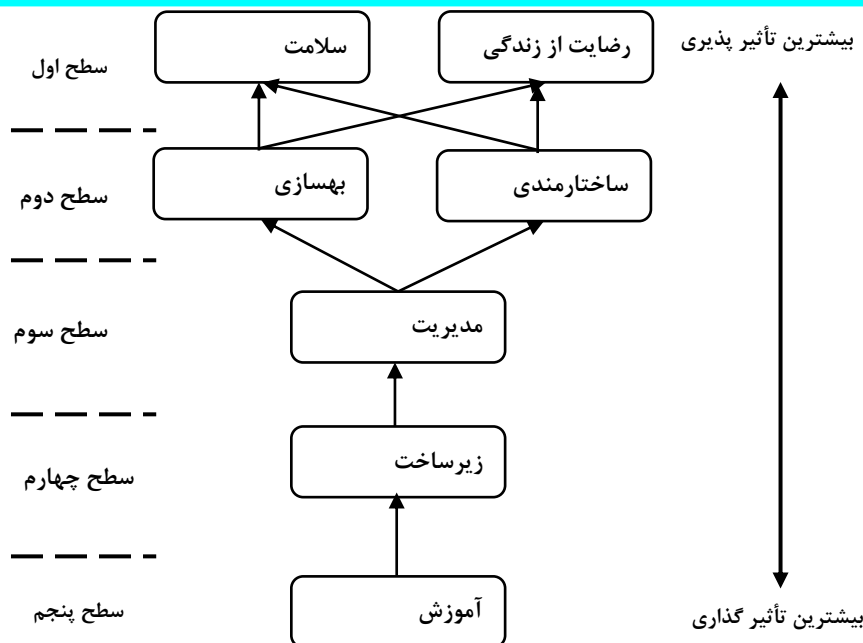 بیشترین تأثیر پذیری
رضایت از زندگی
سلامت
سطح اول
ساختارمندی
بهسازی
سطح دوم
مدیریت
سطح سوم
زیرساخت
سطح چهارم
بیشترین تأثیر گذاری
آموزش
سطح پنجم